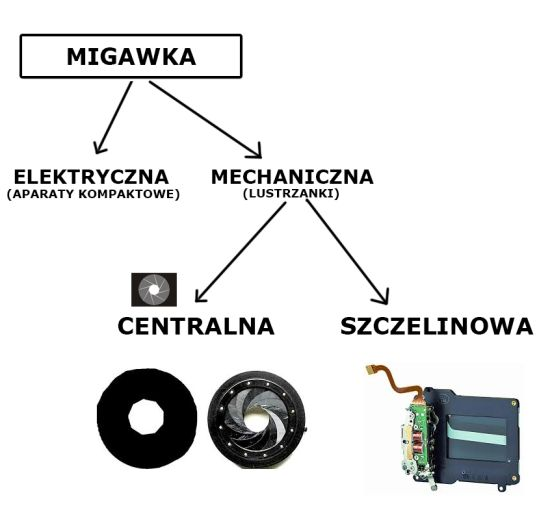 MIGAWKA
ELEKTRYCZNA
(APARATY KOMPAKTOWE)
MECHANICZNA
(LUSTRZANKI)
CENTRALNA
SZCZELINOWA